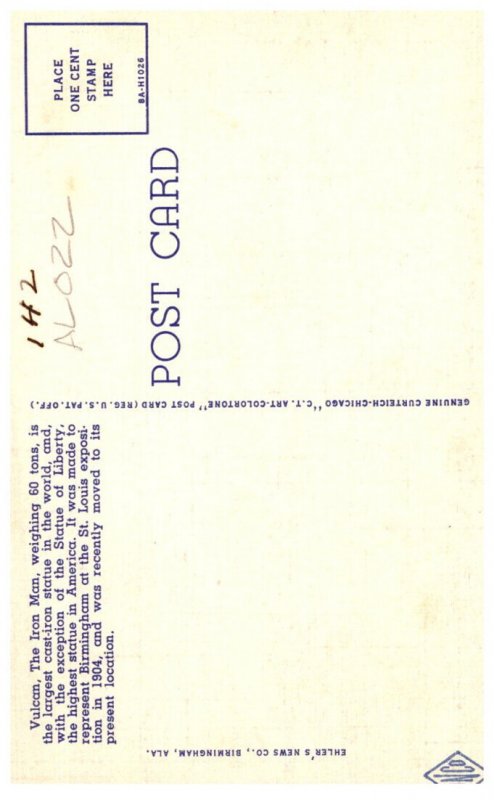 Vulcan, The Iron Man, weighing 60 tons, is
the largest cast-iron statue in the world, and,
with the exception of the Statue of Liberty,
the highest statue in America. It was made to
represent Birmingham at the St. Louis exposi-
tion in 1904, and was recently moved to its
present location.
EHLER'S NEWS CO., BIRMINGHAM, ALA.
GENUINE CURTEICH-CHICAGO "C.T. ART-COLORTONE" POST CARD (REG. U.S. PAT. OFF.)
142
AL022
POST CARD
PLACE
ONE CENT
STAMP
HERE
8A-H1026